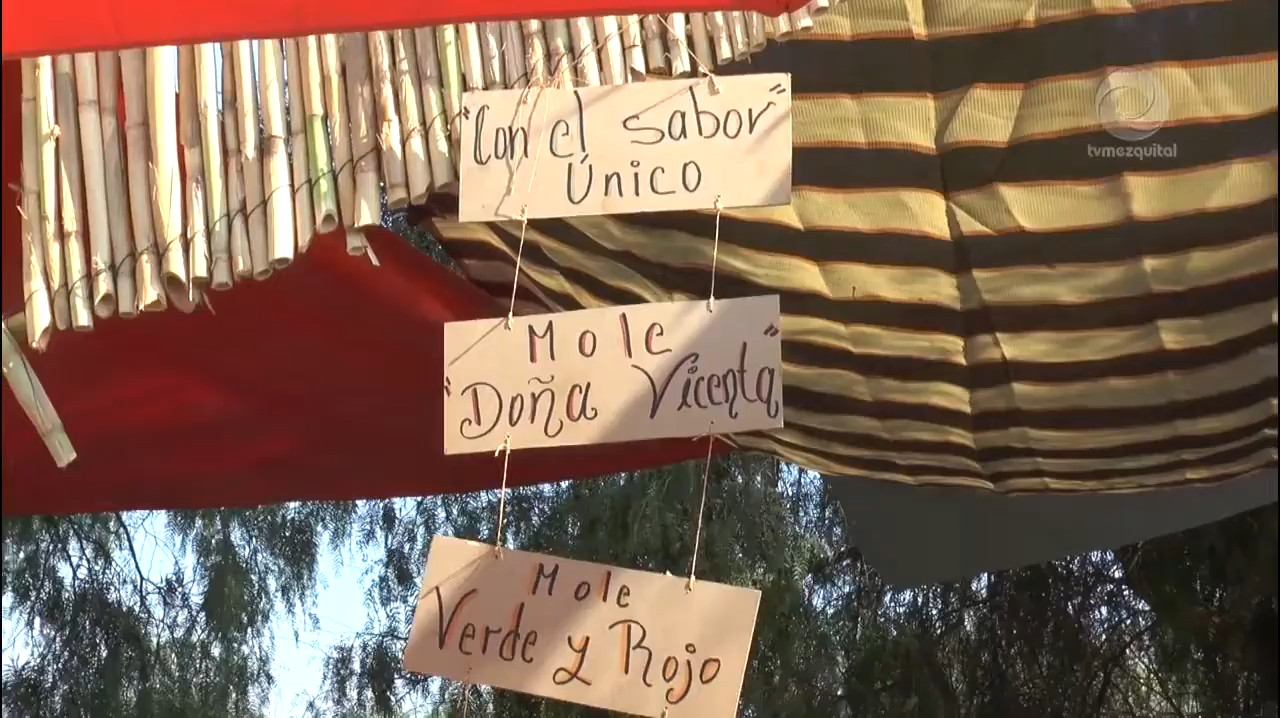 "Con el sabor"
Único
Mole
"Doña Vicenta"
Mole
Verde y Rojo
tvmezquital